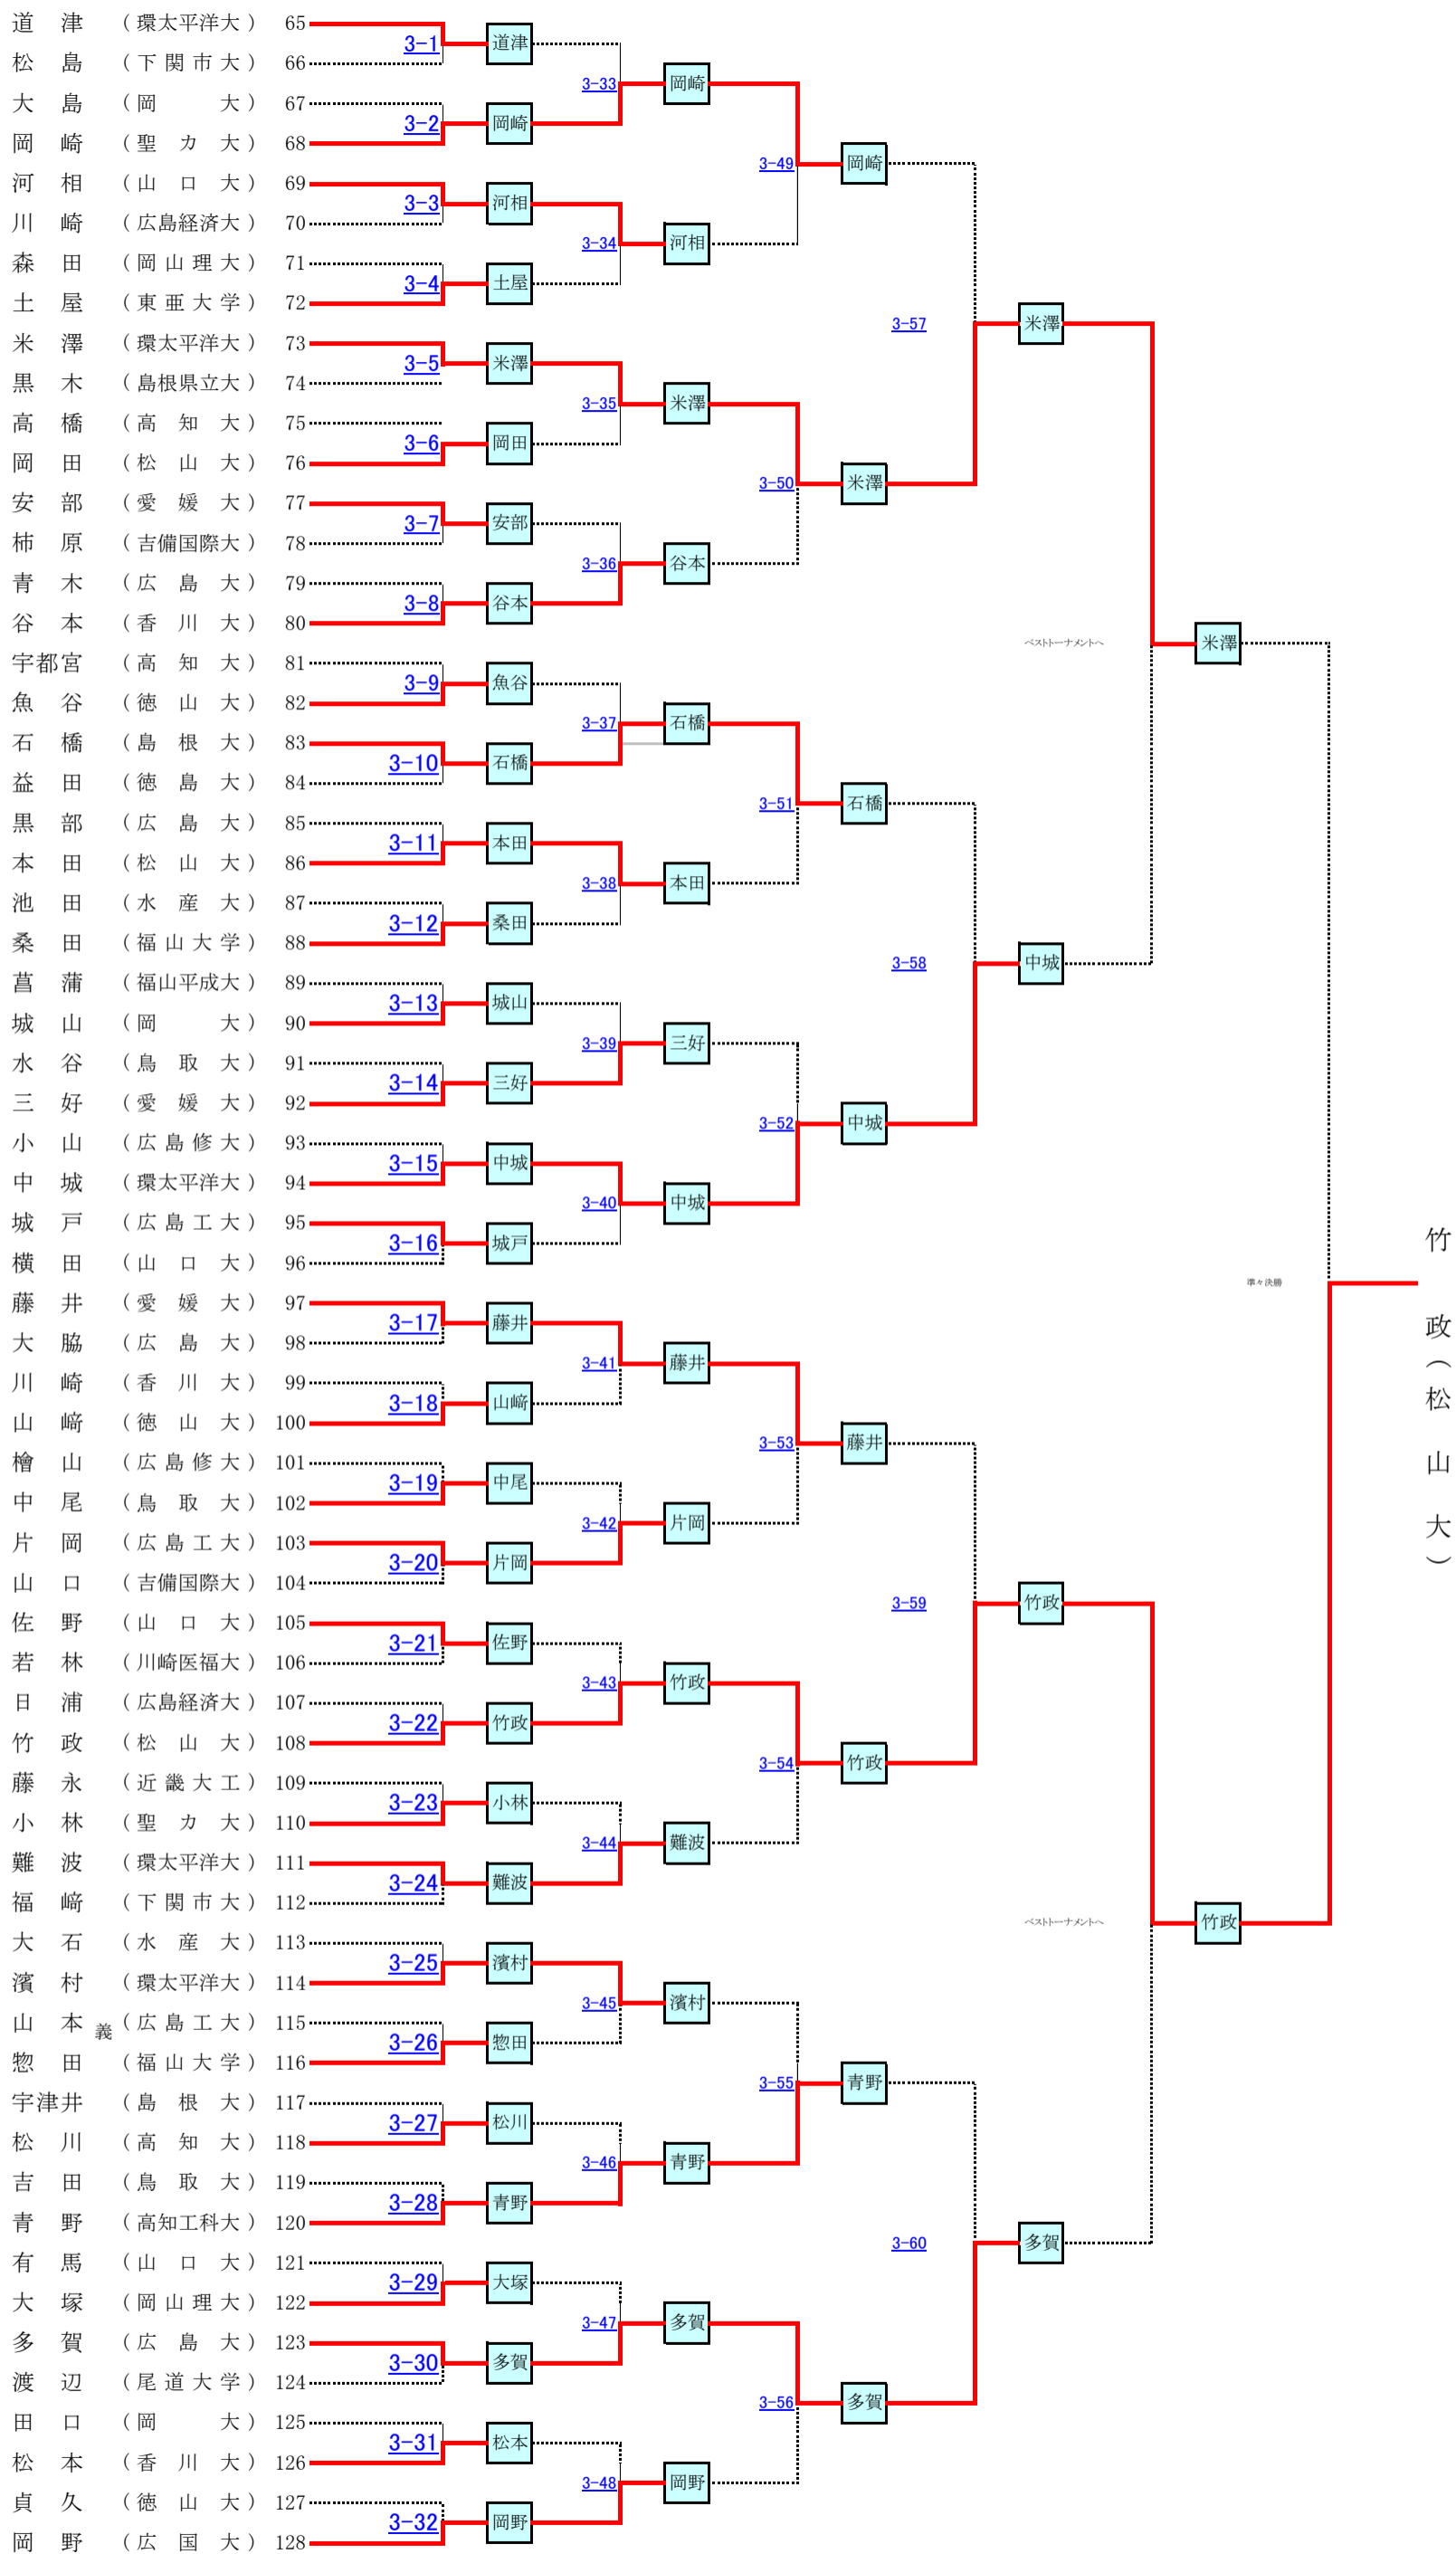 道津 （環太平洋大） 65
松島 （下関市大） 66
大島 （岡大） 67
岡崎 （聖カ大） 68
河相 （山口大） 69
川崎 （広島経済大） 70
森田 （岡山理大） 71
土屋 （東亜大学） 72
米澤 （環太平洋大） 73
黒木 （島根県立大） 74
高橋 （高知大） 75
岡田 （松山大） 76
安部 （愛媛大） 77
柿原 （吉備国際大） 78
青木 （広島大） 79
谷本 （香川大） 80
宇都宮 （高知大） 81
魚谷 （徳山大） 82
石橋 （島根大） 83
益田 （徳島大） 84
黒部 （広島大） 85
本田 （松山大） 86
池田 （水産大） 87
桑田 （福山大学） 88
菖蒲 （福山平成大） 89
城山 （岡大） 90
水谷 （鳥取大） 91
三好 （愛媛大） 92
小山 （広島修大） 93
中城 （環太平洋大） 94
城戸 （広島工大） 95
横田 （山口大） 96
藤井 （愛媛大） 97
大脇 （広島大） 98
川崎 （香川大） 99
山﨑 （徳山大） 100
檜山 （広島修大） 101
中尾 （鳥取大） 102
片岡 （広島工大） 103
山口 （吉備国際大） 104
佐野 （山口大） 105
若林 （川崎医福大） 106
日浦 （広島経済大） 107
竹政 （松山大） 108
藤永 （近畿大工） 109
小林 （聖カ大） 110
難波 （環太平洋大） 111
福﨑 （下関市大） 112
大石 （水産大） 113
濱村 （環太平洋大） 114
山本義 （広島工大） 115
惣田 （福山大学） 116
宇津井 （島根大） 117
松川 （高知大） 118
吉田 （鳥取大） 119
青野 （高知工科大） 120
有馬 （山口大） 121
大塚 （岡山理大） 122
多賀 （広島大） 123
渡辺 （尾道大学） 124
田口 （岡大） 125
松本 （香川大） 126
貞久 （徳山大） 127
岡野 （広国大） 128
3-1 道津
3-2 岡崎
3-3 河相
3-4 土屋
3-5 米澤
3-6 岡田
3-7 安部
3-8 谷本
3-9 魚谷
3-10 石橋
3-11 本田
3-12 桑田
3-13 城山
3-14 三好
3-15 中城
3-16 城戸
3-17 藤井
3-18 山﨑
3-19 中尾
3-20 片岡
3-21 佐野
3-22 竹政
3-23 小林
3-24 難波
3-25 濱村
3-26 惣田
3-27 松川
3-28 青野
3-29 大塚
3-30 多賀
3-31 松本
3-32 岡野
3-33 岡崎
3-34 河相
3-35 米澤
3-36 谷本
3-37 石橋
3-38 本田
3-39 三好
3-40 中城
3-41 藤井
3-42 片岡
3-43 竹政
3-44 難波
3-45 濱村
3-46 青野
3-47 多賀
3-48 岡野
3-49 岡崎
3-50 米澤
3-51 石橋
3-52 中城
3-53 藤井
3-54 竹政
3-55 青野
3-56 多賀
3-57 米澤
3-58 中城
3-59 竹政
3-60 多賀
ベストーナメントへ 米澤
ベストトーナメントへ 竹政
準々決勝
竹政（松山大）